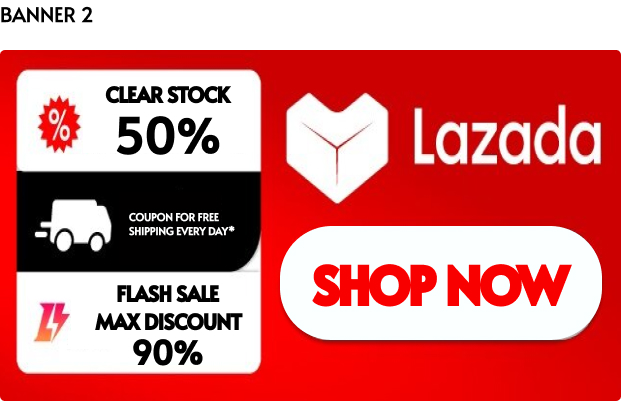 BANNER 2
CLEAR STOCK
50%
%
COUPON FOR FREE
SHIPPING EVERY DAY*
FLASH SALE
MAX DISCOUNT
90%
Lazada
SHOP NOW